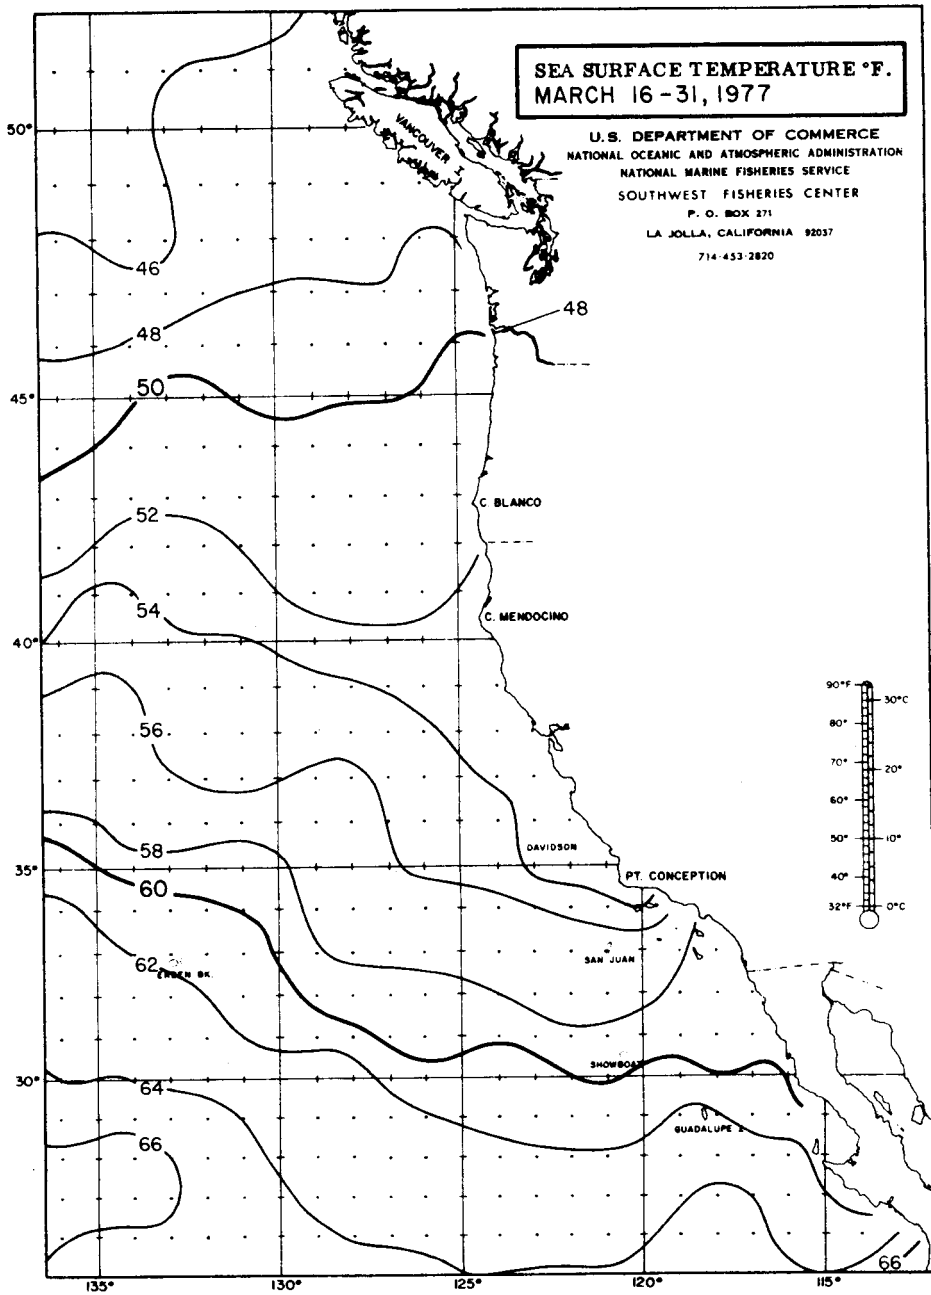 SEA SURFACE TEMPERATURE °F.
MARCH 16-31, 1977
U.S. DEPARTMENT OF COMMERCE
NATIONAL OCEANIC AND ATMOSPHERIC ADMINISTRATION
NATIONAL MARINE FISHERIES SERVICE
SOUTHWEST FISHERIES CENTER
P. O. BOX 271
LA JOLLA, CALIFORNIA 92037
714-453-2820
50°
VANCOUVER I
46
48
48
50
45°
C. BLANCO
52
54
C. MENDOCINO
40°
56
90°F
30°C
80°
70°
20°
60°
50°
10°
40°
32°F
0°C
58
DAVIDSON
35°
60
PT. CONCEPTION
62
ERBEN BK.
SAN JUAN
SHOWBOAT
30°
64
66
GUADALUPE I.
66
135°
130°
125°
120°
115°